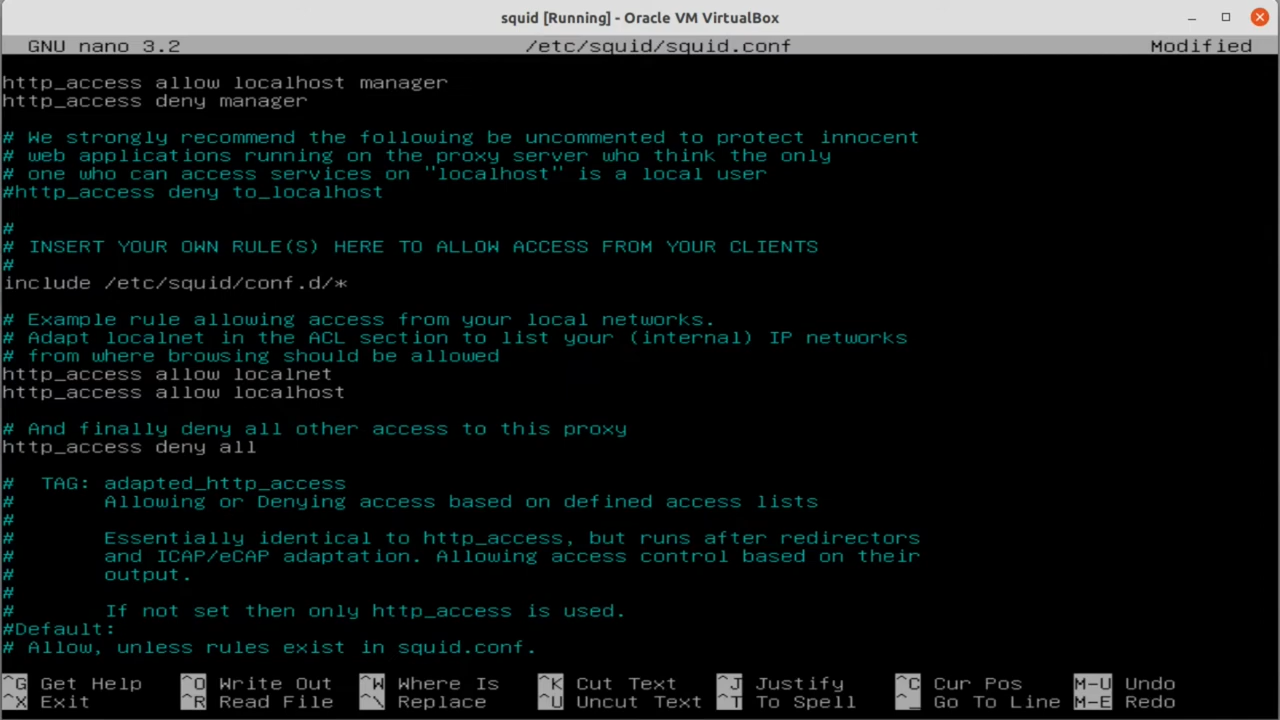 squid [Running] - Oracle VM VirtualBox
GNU nano 3.2 /etc/squid/squid.conf Modified
http_access allow localhost manager
http_access deny manager
# We strongly recommend the following be uncommented to protect innocent
# web applications running on the proxy server who think the only
# one who can access services on "localhost" is a local user
#http_access deny to_localhost
#
# INSERT YOUR OWN RULE(S) HERE TO ALLOW ACCESS FROM YOUR CLIENTS
#
include /etc/squid/conf.d/*
# Example rule allowing access from your local networks.
# Adapt localnet in the ACL section to list your (internal) IP networks
# from where browsing should be allowed
http_access allow localnet
http_access allow localhost
# And finally deny all other access to this proxy
http_access deny all
# TAG: adapted_http_access
# Allowing or Denying access based on defined access lists
#
# Essentially identical to http_access, but runs after redirectors
# and ICAP/eCAP adaptation. Allowing access control based on their
# output.
#
# If not set then only http_access is used.
#Default:
# Allow, unless rules exist in squid.conf.
^G Get Help ^O Write Out ^W Where Is ^K Cut Text ^J Justify ^C Cur Pos M-U Undo
^X Exit ^R Read File ^\ Replace ^U Uncut Text ^T To Spell ^_ Go To Line M-E Redo